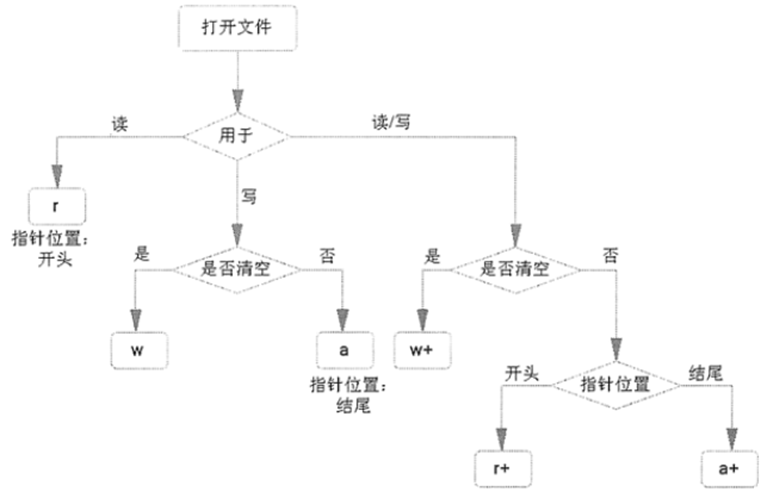 打开文件
读
用于
读/写
r
写
指针位置:
开头
是
是否清空
否
是
是否清空
否
w
a
w+
指针位置:
结尾
开头
指针位置
结尾
r+
a+